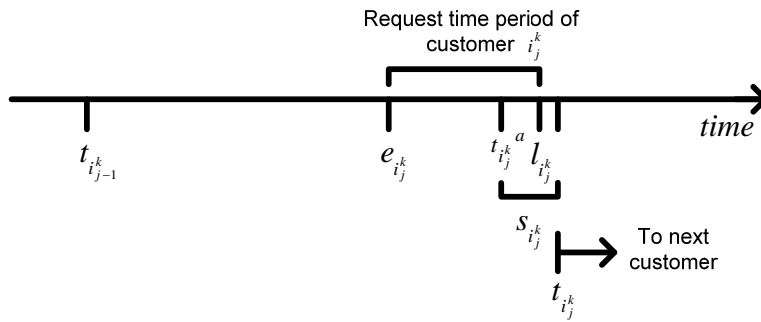 Request time period of
customer i_j^k
time
t_{i_{j-1}^k}
e_{i_j^k}
t_{i_j^k}^a
l_{i_j^k}
s_{i_j^k}
To next
customer
t_{i_j^k}